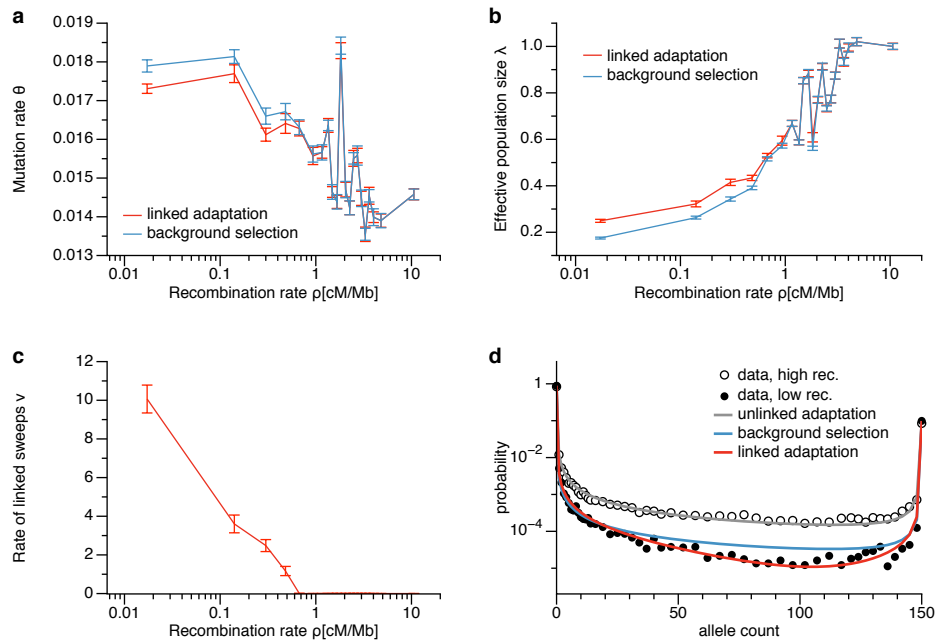 a
0.019
0.018
0.017
0.016
0.015
0.014
0.013
Mutation rate θ
linked adaptation
background selection
0.01
0.1
1
10
Recombination rate ρ[cM/Mb]
b
1.0
0.8
0.6
0.4
0.2
Effective population size λ
linked adaptation
background selection
0.01
0.1
1
10
Recombination rate ρ[cM/Mb]
c
12
10
8
6
4
2
0
Rate of linked sweeps ν
0.01
0.1
1
10
Recombination rate ρ[cM/Mb]
d
data, high rec.
data, low rec.
unlinked adaptation
background selection
linked adaptation
1
10⁻²
10⁻⁴
probability
0
50
100
150
allele count